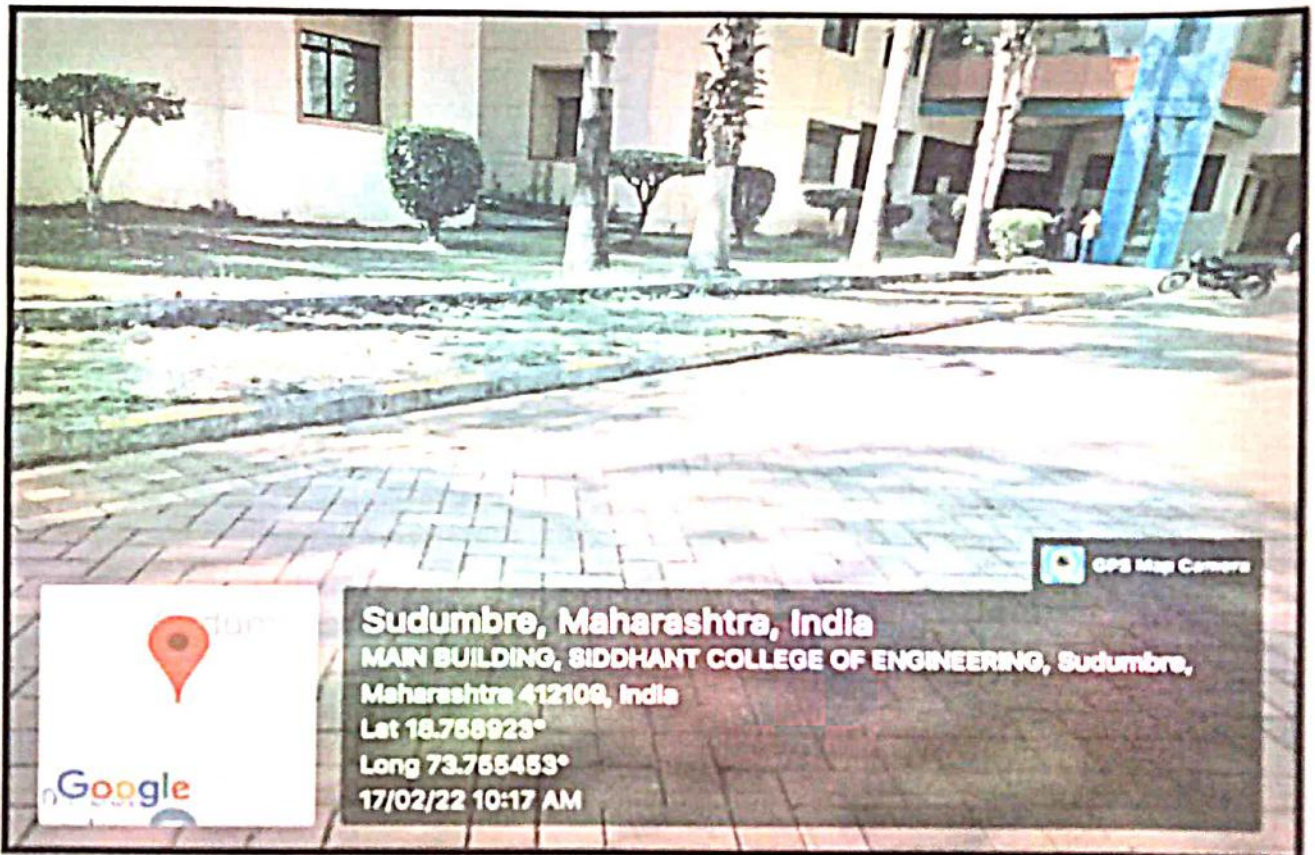 GPS Map Camera
Sudumbre, Maharashtra, India
MAIN BUILDING, SIDDHANT COLLEGE OF ENGINEERING, Sudumbre,
Maharashtra 412109, India
Lat 18.758923°
Long 73.755453°
17/02/22 10:17 AM
Google